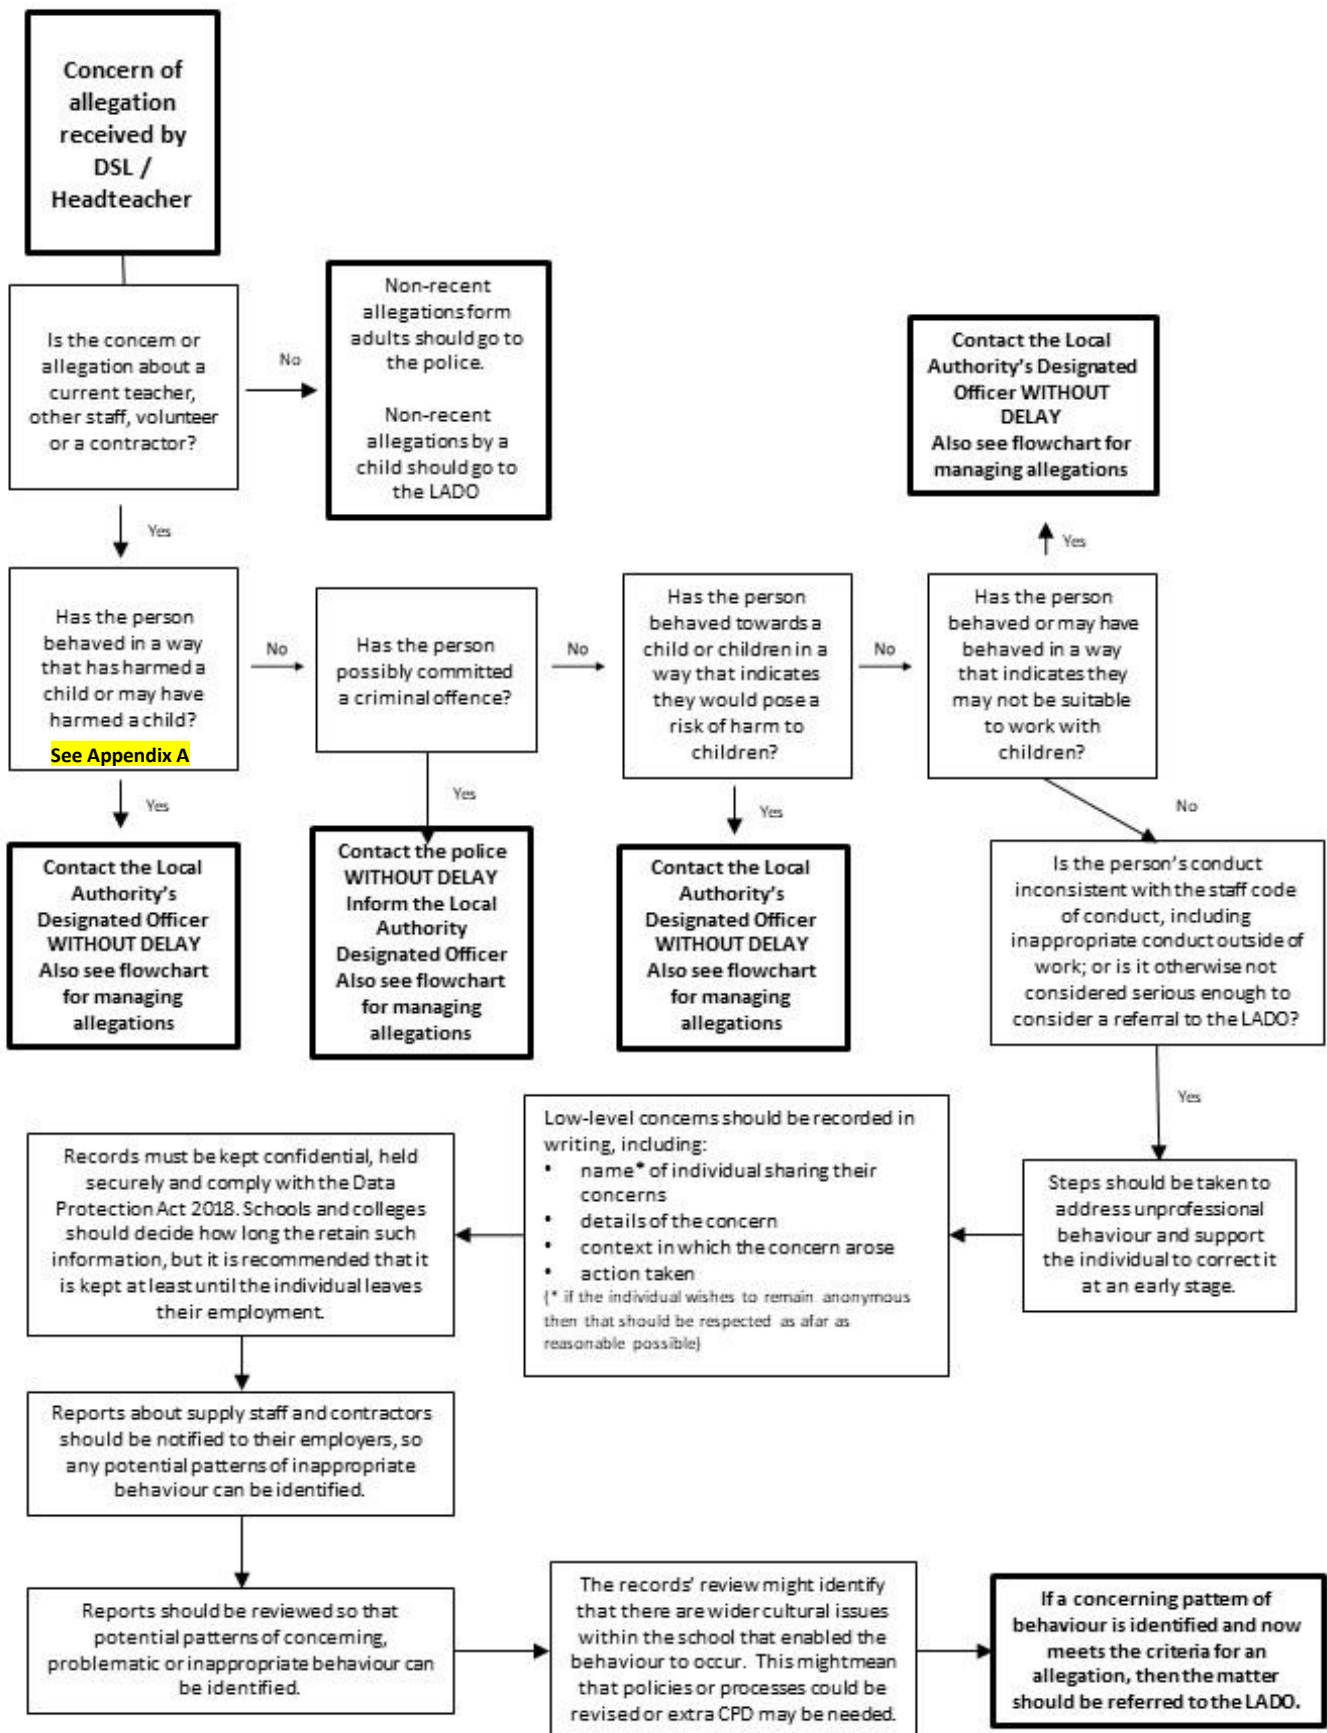 Concern of
allegation
received by
DSL /
Headteacher
Is the concern or
allegation about a
current teacher,
other staff, volunteer
or a contractor?
No
Non-recent
allegations form
adults should go to
the police.
Non-recent
allegations by a
child should go to
the LADO
Yes
Contact the Local
Authority's Designated
Officer WITHOUT
DELAY
Also see flowchart for
managing allegations
Yes
Has the person
behaved in a way
that has harmed a
child or may have
harmed a child?
See Appendix A
No
Has the person
possibly committed
a criminal offence?
No
Has the person
behaved towards a
child or children in a
way that indicates
they would pose a
risk of harm to
children?
No
Has the person
behaved or may have
behaved in a way
that indicates they
may not be suitable
to work with
children?
Yes
Yes
Yes
No
Contact the Local
Authority's
Designated Officer
WITHOUT DELAY
Also see flowchart
for managing
allegations
Contact the police
WITHOUT DELAY
Inform the Local
Authority
Designated Officer
Also see flowchart
for managing
allegations
Contact the Local
Authority's
Designated Officer
WITHOUT DELAY
Also see flowchart
for managing
allegations
Is the person's conduct
inconsistent with the staff code
of conduct, including
inappropriate conduct outside of
work; or is it otherwise not
considered serious enough to
consider a referral to the LADO?
Yes
Steps should be taken to
address unprofessional
behaviour and support
the individual to correct it
at an early stage.
Low-level concerns should be recorded in
writing, including:
• name* of individual sharing their
concerns
• details of the concern
• context in which the concern arose
• action taken
(* if the individual wishes to remain anonymous
then that should be respected as afar as
reasonable possible)
Records must be kept confidential, held
securely and comply with the Data
Protection Act 2018. Schools and colleges
should decide how long the retain such
information, but it is recommended that it
is kept at least until the individual leaves
their employment.
Reports about supply staff and contractors
should be notified to their employers, so
any potential patterns of inappropriate
behaviour can be identified.
Reports should be reviewed so that
potential patterns of concerning,
problematic or inappropriate behaviour can
be identified.
The records' review might identify
that there are wider cultural issues
within the school that enabled the
behaviour to occur. This might mean
that policies or processes could be
revised or extra CPD may be needed.
If a concerning pattern of
behaviour is identified and now
meets the criteria for an
allegation, then the matter
should be referred to the LADO.